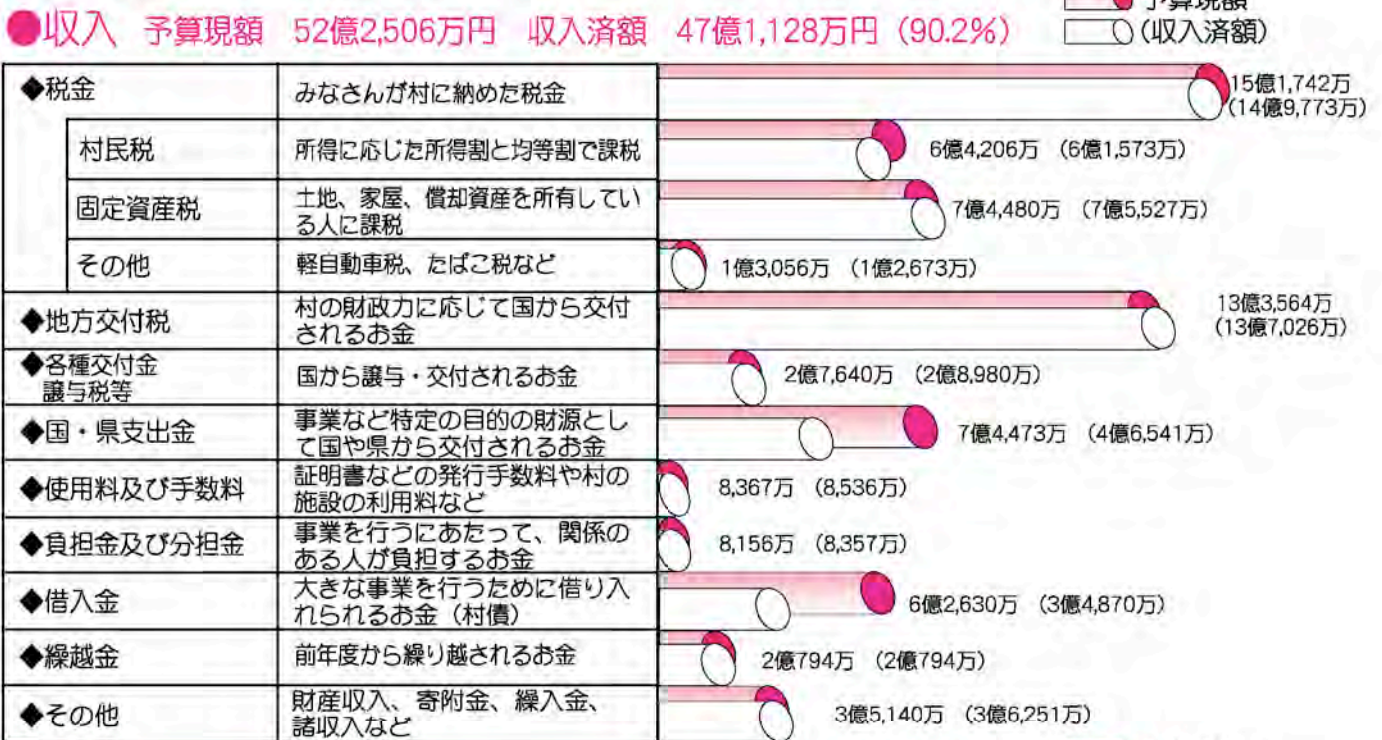 予算現額
●収入 予算現額 52億2,506万円 収入済額 47億1,128万円(90.2%)
(収入済額)
◆税金
みなさんが村に納めた税金
15億1,742万
(14億9,773万)
村民税
所得に応じた所得割と均等割で課税
6億4,206万 (6億1,573万)
固定資産税
土地、家屋、償却資産を所有してい
る人に課税
7億4,480万 (7億5,527万)
その他
軽自動車税、たばこ税など
1億3,056万 (1億2,673万)
◆地方交付税
村の財政力に応じて国から交付
されるお金
13億3,564万
(13億7,026万)
◆各種交付金
譲与税等
国から譲与・交付されるお金
2億7,640万 (2億8,980万)
◆国・県支出金
事業など特定の目的の財源とし
て国や県から交付されるお金
7億4,473万 (4億6,541万)
◆使用料及び手数料
証明書などの発行手数料や村の
施設の利用料など
8,367万 (8,536万)
◆負担金及び分担金
事業を行うにあたって、関係の
ある人が負担するお金
8,156万 (8,357万)
◆借入金
大きな事業を行うために借り入
れられるお金(村債)
6億2,630万 (3億4,870万)
◆繰越金
前年度から繰り越されるお金
2億794万 (2億794万)
◆その他
財産収入、寄附金、繰入金、
諸収入など
3億5,140万 (3億6,251万)